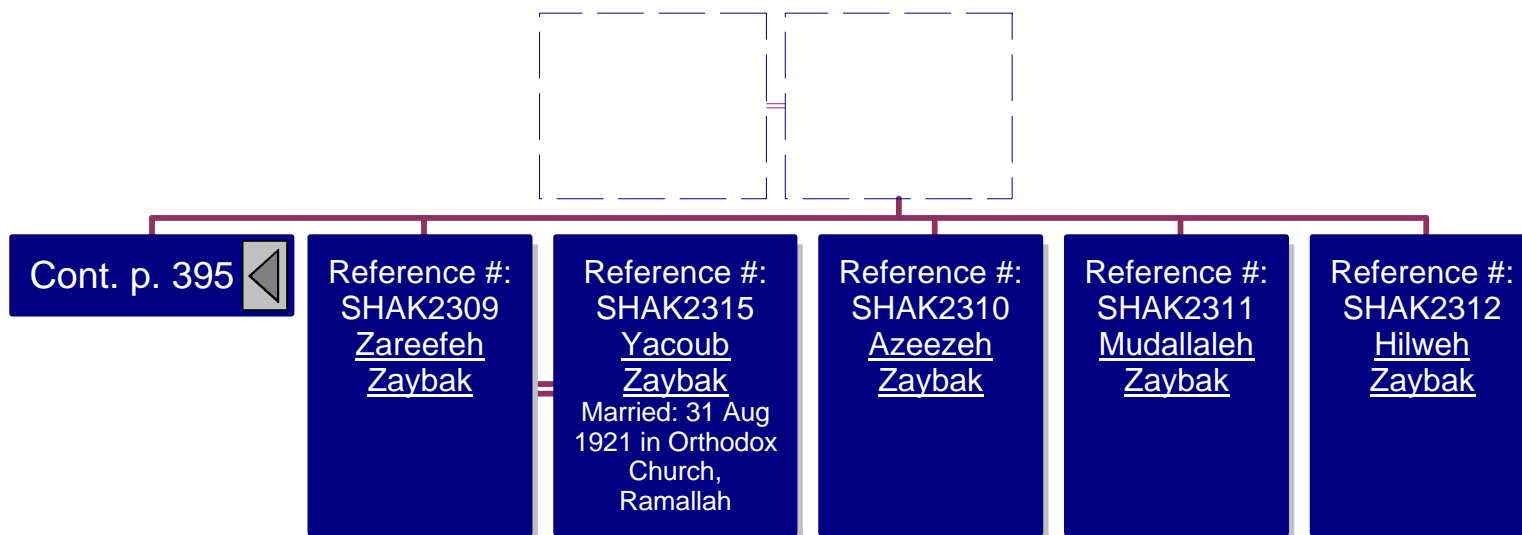 Cont. p. 395
Reference #:
SHAK2309
Zareefeh
Zaybak
Reference #:
SHAK2315
Yacoub
Zaybak
Married: 31 Aug
1921 in Orthodox
Church,
Ramallah
Reference #:
SHAK2310
Azeezeh
Zaybak
Reference #:
SHAK2311
Mudallaleh
Zaybak
Reference #:
SHAK2312
Hilweh
Zaybak